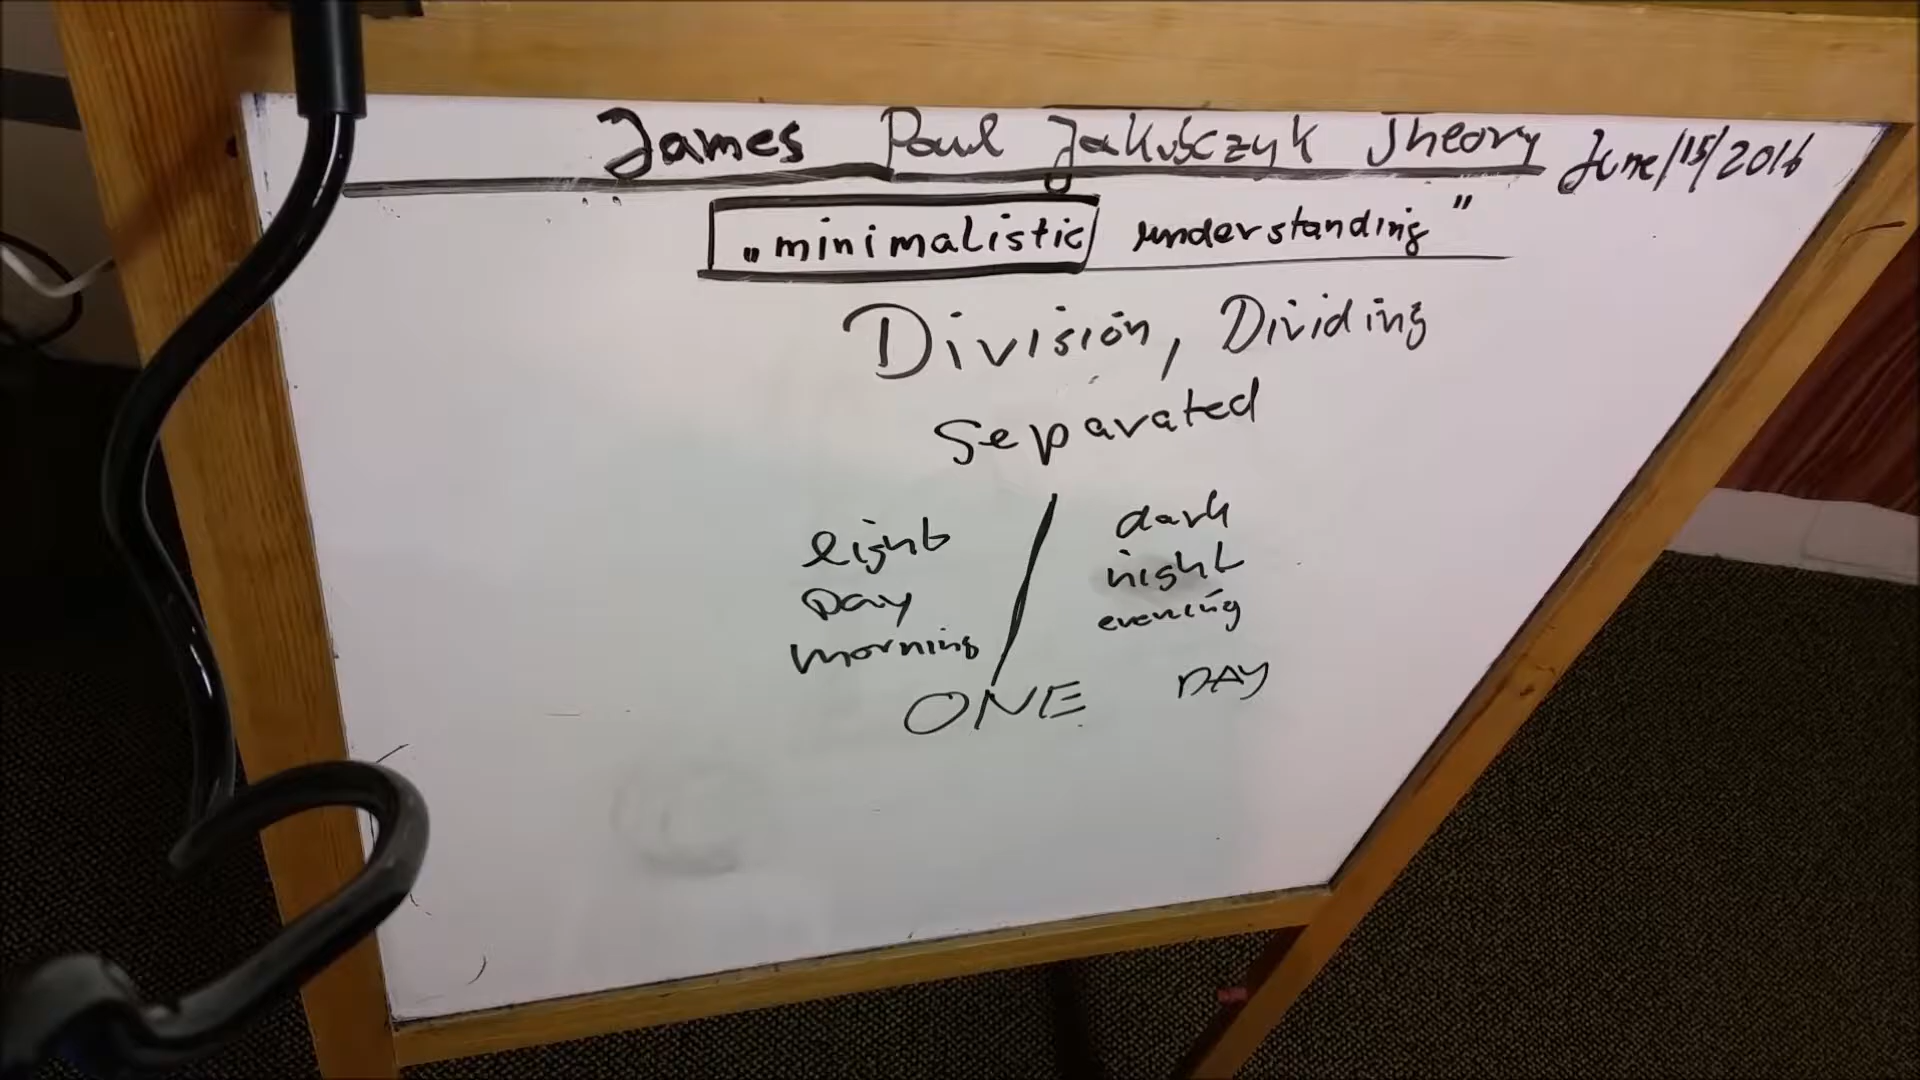 James Paul Jakubczyk Theory June/15/2016
„minimalistic understanding"
Division, Dividing
Separated
light / dark
Day night
morning evening
ONE DAY